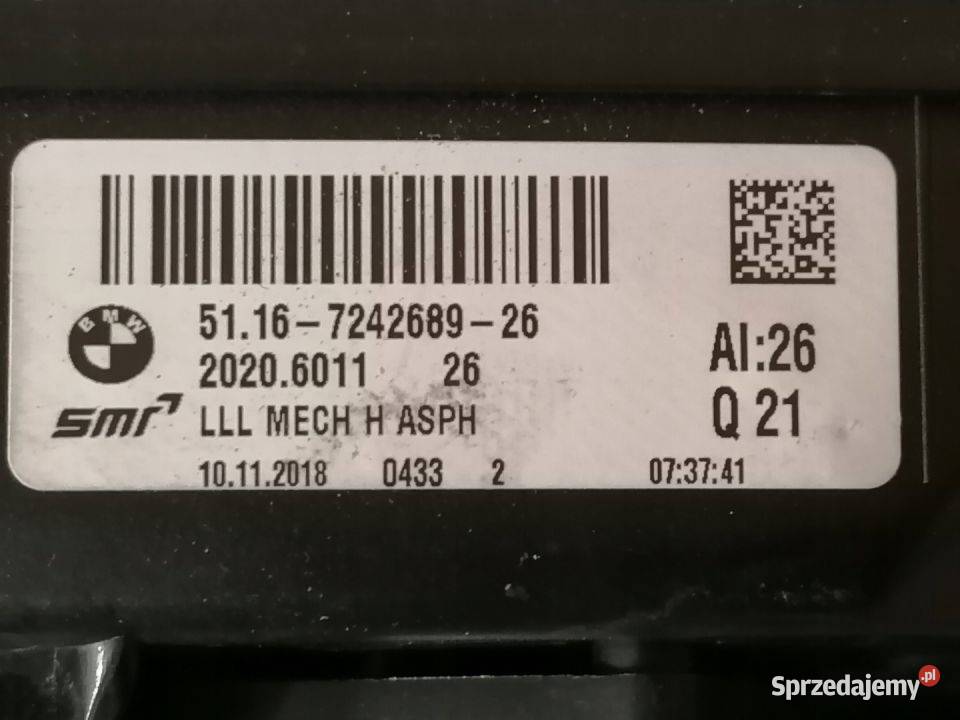 BMW
51.16-7242689-26
2020.6011 26
AI:26
smr
LLL MECH H ASPH
Q 21
10.11.2018 0433 2 07:37:41
Sprzedajemy.pl